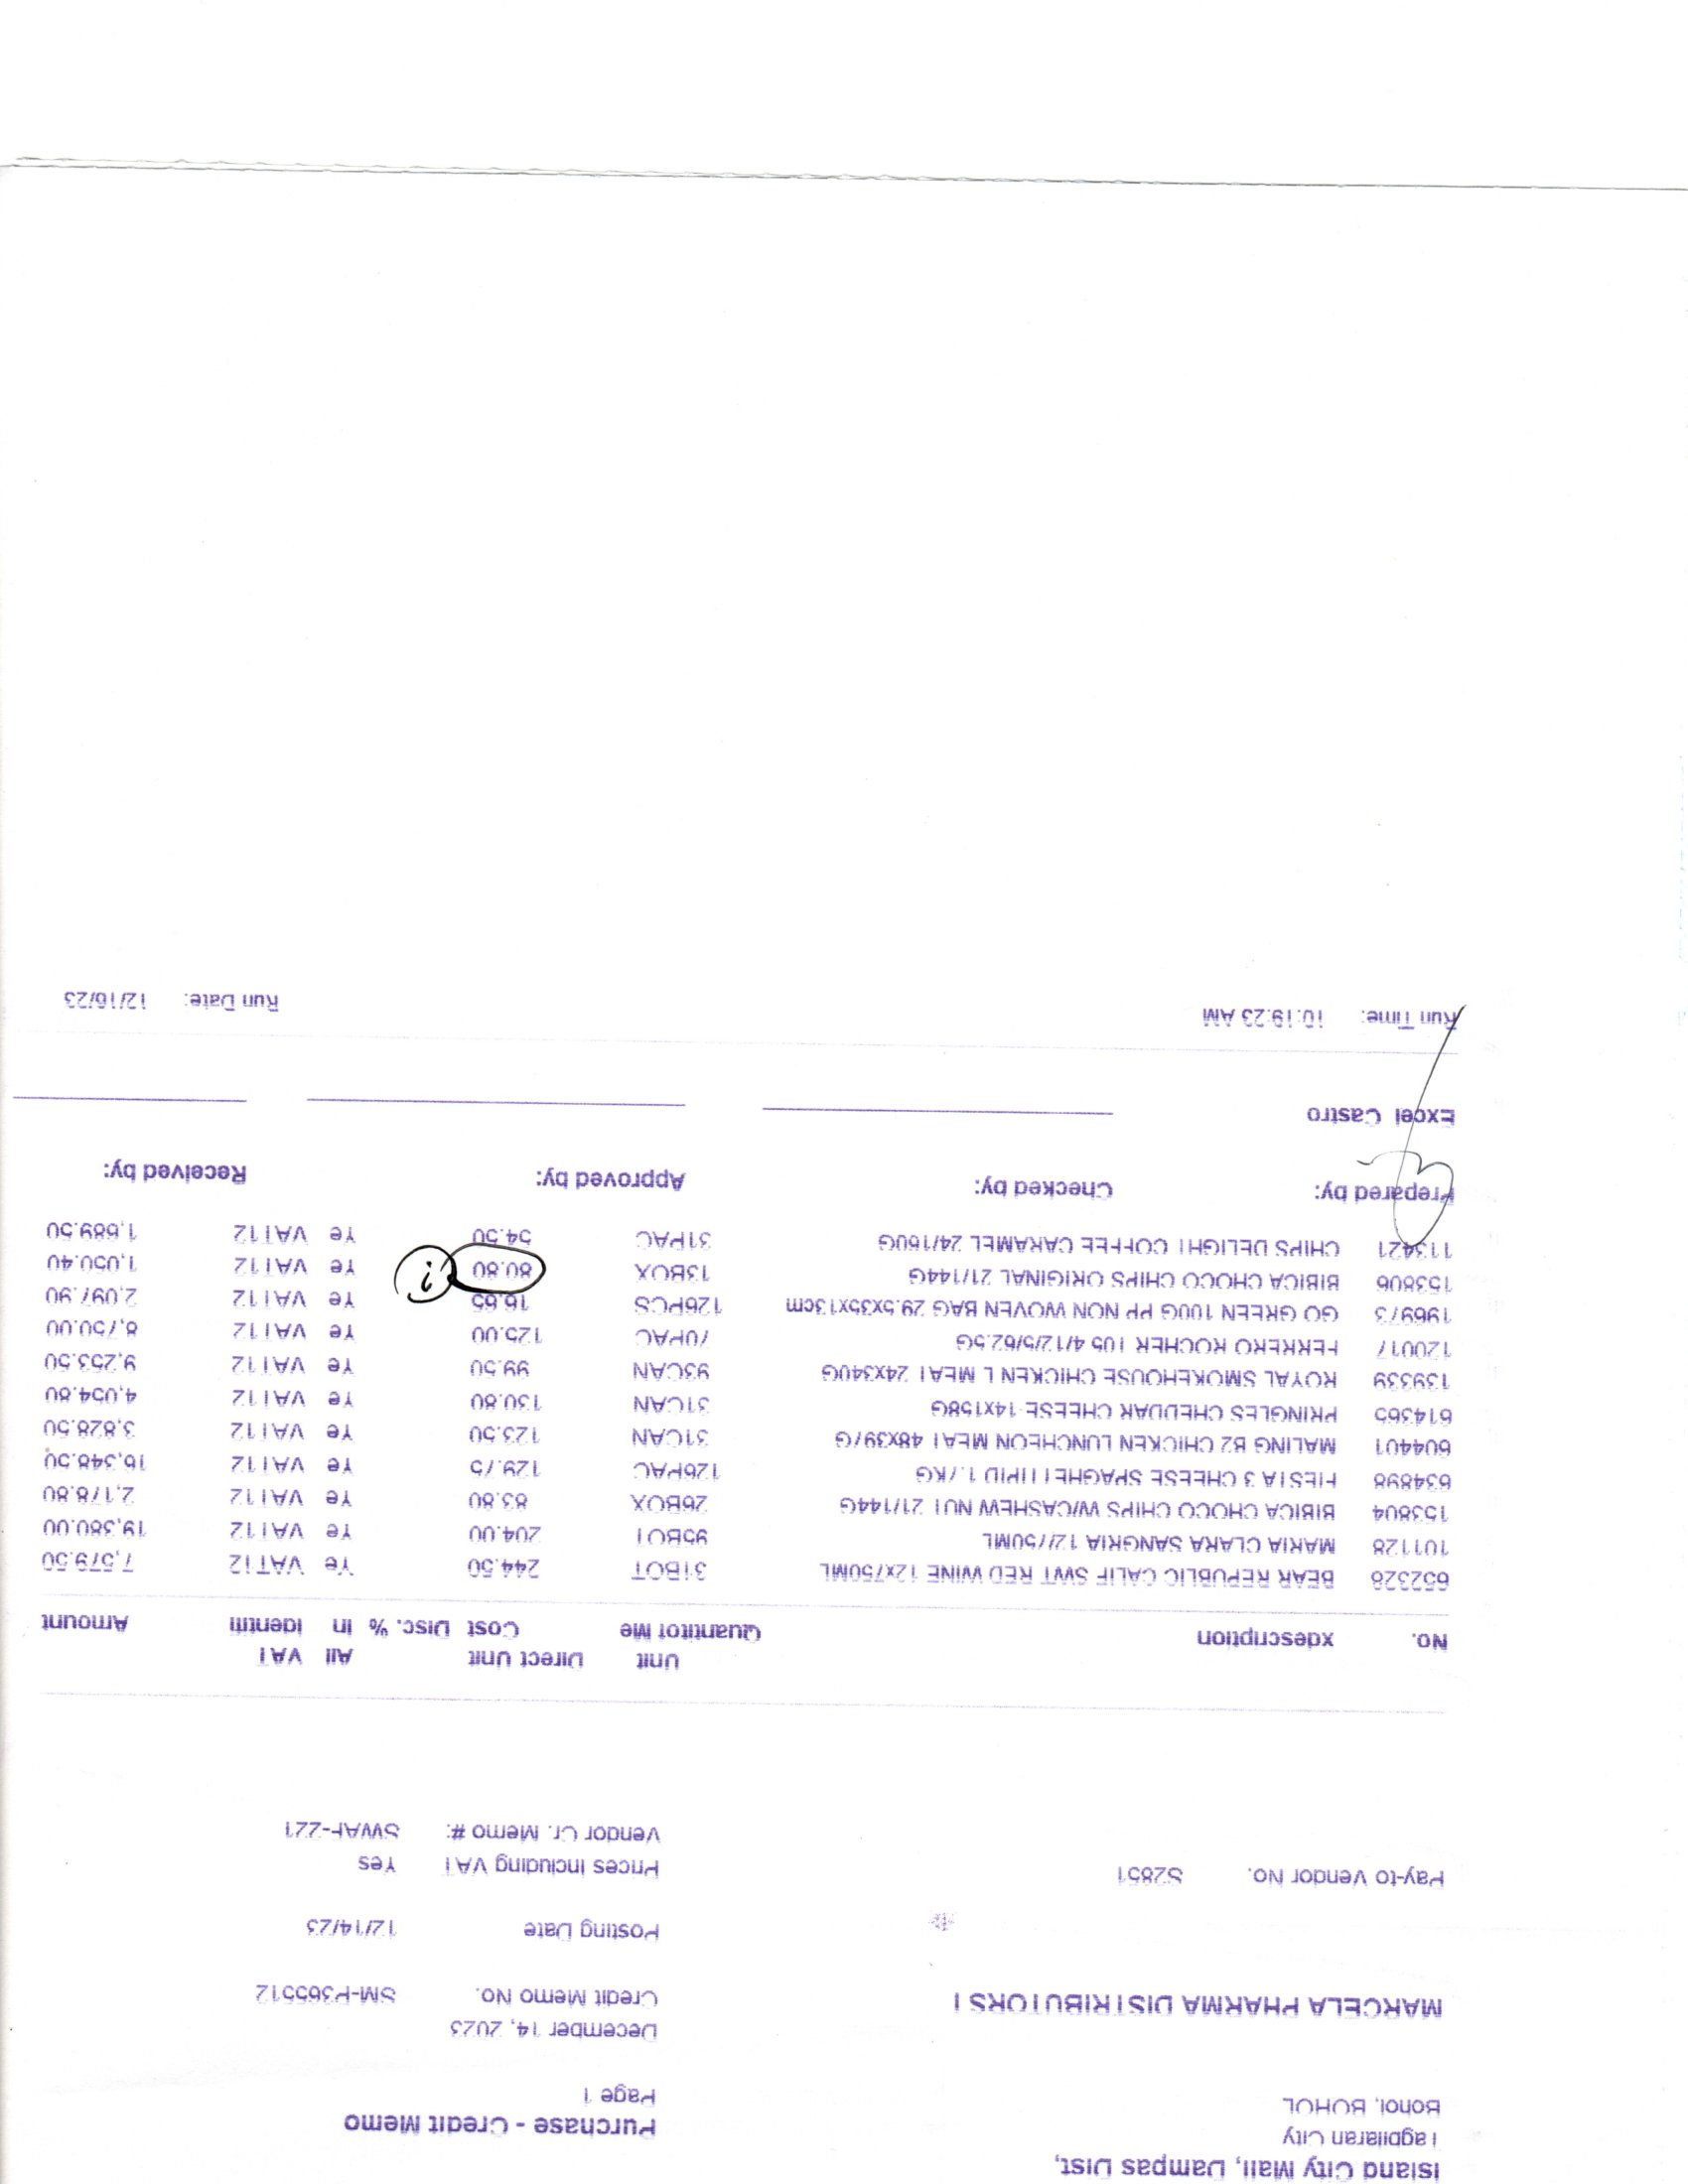 Island City Mall, Dampas Dist,
Tagbilaran City
Bohol, BOHOL
Purchase - Credit Memo
Page 1
MARCELA PHARMA DISTRIBUTORS I
December 14, 2023
Credit Memo No. SM-P365512
Posting Date 12/14/23
Pay-to Vendor No. S2851
Prices Including VAT Yes
Vendor Cr. Memo #: SWAF-221
Unit Direct Unit All VAT
No. xdescription Quantitof Me Cost Disc. % In Identifi Amount
652328 BEAR REPUBLIC CALIF SWT RED WINE 12x750ML 31BOT 244.50 Ye VAT12 7,579.50
101128 MARIA CLARA SANGRIA 12/750ML 95BOT 204.00 Ye VAT12 19,380.00
153804 BIBICA CHOCO CHIPS W/CASHEW NUT 21/144G 26BOX 83.80 Ye VAT12 2,178.80
634898 FIESTA 3 CHEESE SPAGHETTIPID 1.7KG 126PAC 129.75 Ye VAT12 16,348.50
604401 MALING B2 CHICKEN LUNCHEON MEAT 48X397G 31CAN 123.50 Ye VAT12 3,828.50
614365 PRINGLES CHEDDAR CHEESE 14x158G 31CAN 130.80 Ye VAT12 4,054.80
139339 ROYAL SMOKEHOUSE CHICKEN L MEAT 24X340G 93CAN 99.50 Ye VAT12 9,253.50
120017 FERRERO ROCHER T05 4/12/5/62.5G 70PAC 125.00 Ye VAT12 8,750.00
196973 GO GREEN 100G PP NON WOVEN BAG 29.5x35x13cm 126PCS 16.65 Ye VAT12 2,097.90
153806 BIBICA CHOCO CHIPS ORIGINAL 21/144G 13BOX 80.80 i Ye VAT12 1,050.40
113421 CHIPS DELIGHT COFFEE CARAMEL 24/160G 31PAC 54.50 Ye VAT12 1,689.50
Prepared by: Checked by: Approved by: Received by:
Excel Castro
Run Time: 10:19:23 AM Run Date: 12/16/23